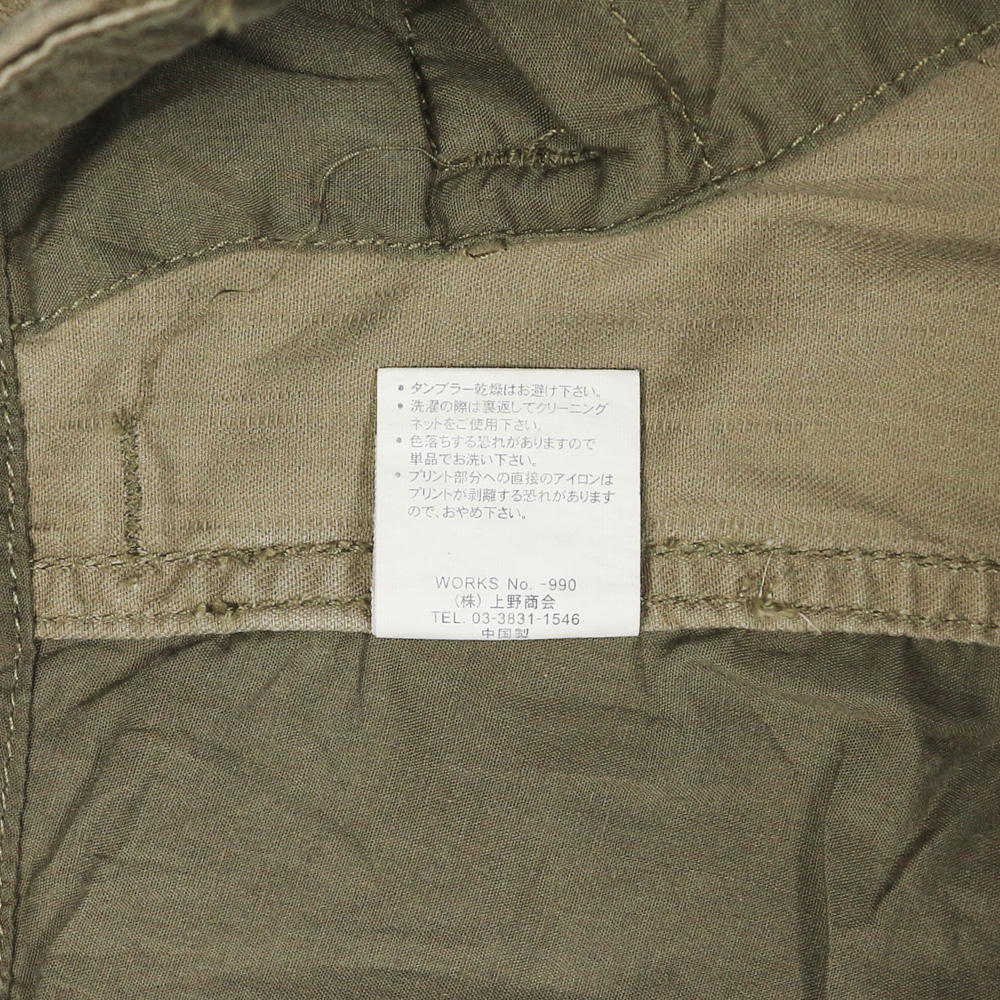 • タンブラー乾燥はお避け下さい。
• 洗濯の際は裏返してクリーニング
ネットをご使用下さい。
• 色落ちする恐れがありますので
単品でお洗い下さい。
• プリント部分への直接のアイロンは
プリントが剥離する恐れがあります
ので、おやめ下さい。
WORKS No. -990
(株) 上野商会
TEL. 03-3831-1546
中国製